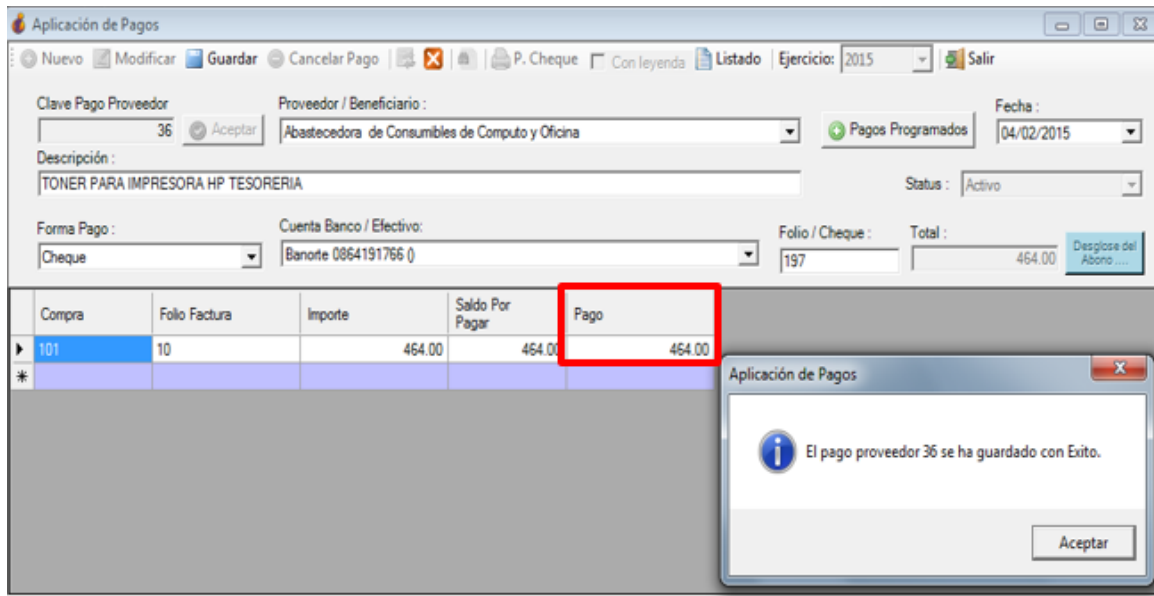 Aplicación de Pagos
Nuevo Modificar Guardar Cancelar Pago P. Cheque Con leyenda Listado Ejercicio: 2015 Salir
Clave Pago Proveedor Proveedor / Beneficiario : Fecha :
36 Aceptar Abastecedora de Consumibles de Computo y Oficina Pagos Programados 04/02/2015
Descripción :
TONER PARA IMPRESORA HP TESORERIA Status : Activo
Forma Pago : Cuenta Banco / Efectivo: Folio / Cheque : Total :
Cheque Banorte 0864191766 () 197 464.00 Desglose del
Abono ....
Compra Folio Factura Importe Saldo Por
Pagar Pago
101 10 464.00 464.00 464.00
Aplicación de Pagos
El pago proveedor 36 se ha guardado con Exito.
Aceptar